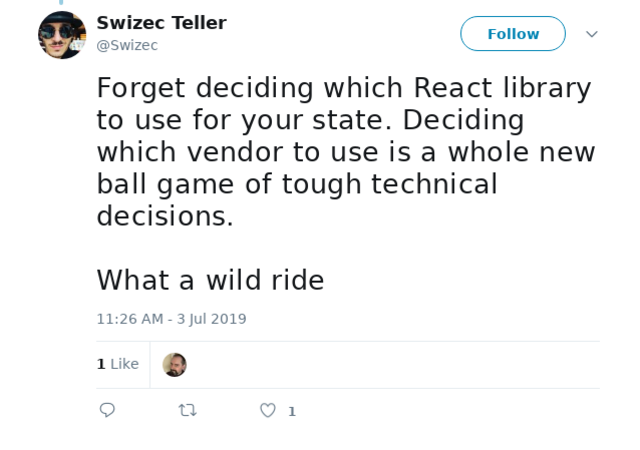 Swizec Teller
@Swizec
Follow
Forget deciding which React library
to use for your state. Deciding
which vendor to use is a whole new
ball game of tough technical
decisions.
What a wild ride
11:26 AM - 3 Jul 2019
1 Like
1